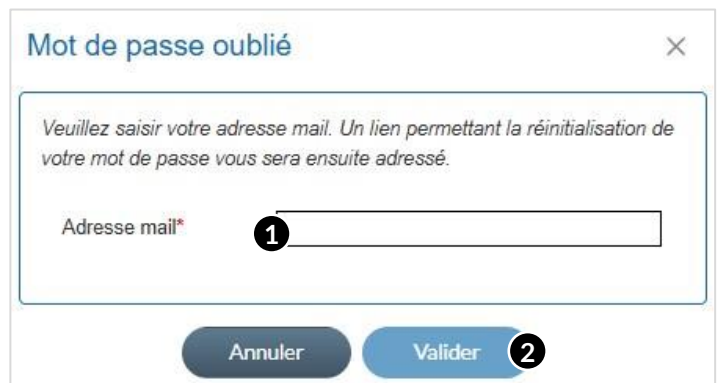 Mot de passe oublié
Veuillez saisir votre adresse mail. Un lien permettant la réinitialisation de
votre mot de passe vous sera ensuite adressé.
Adresse mail* 1
Annuler Valider 2